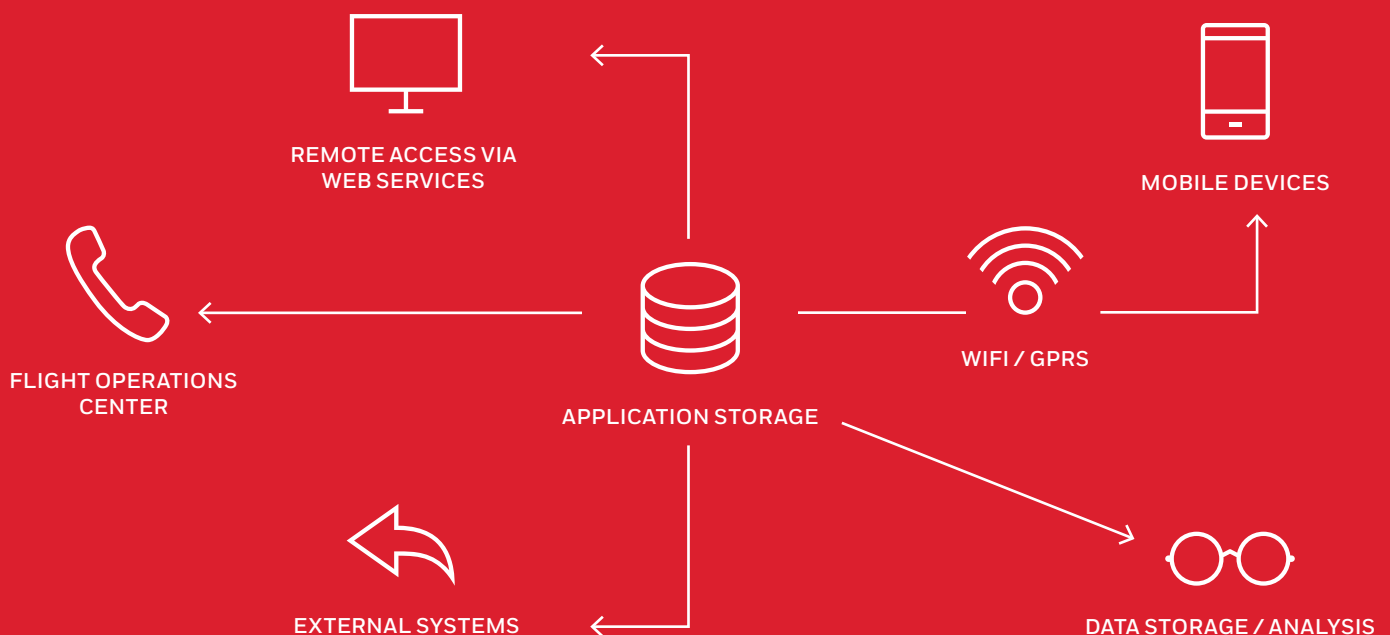 REMOTE ACCESS VIA
WEB SERVICES
MOBILE DEVICES
WIFI / GPRS
FLIGHT OPERATIONS
CENTER
APPLICATION STORAGE
EXTERNAL SYSTEMS
DATA STORAGE / ANALYSIS